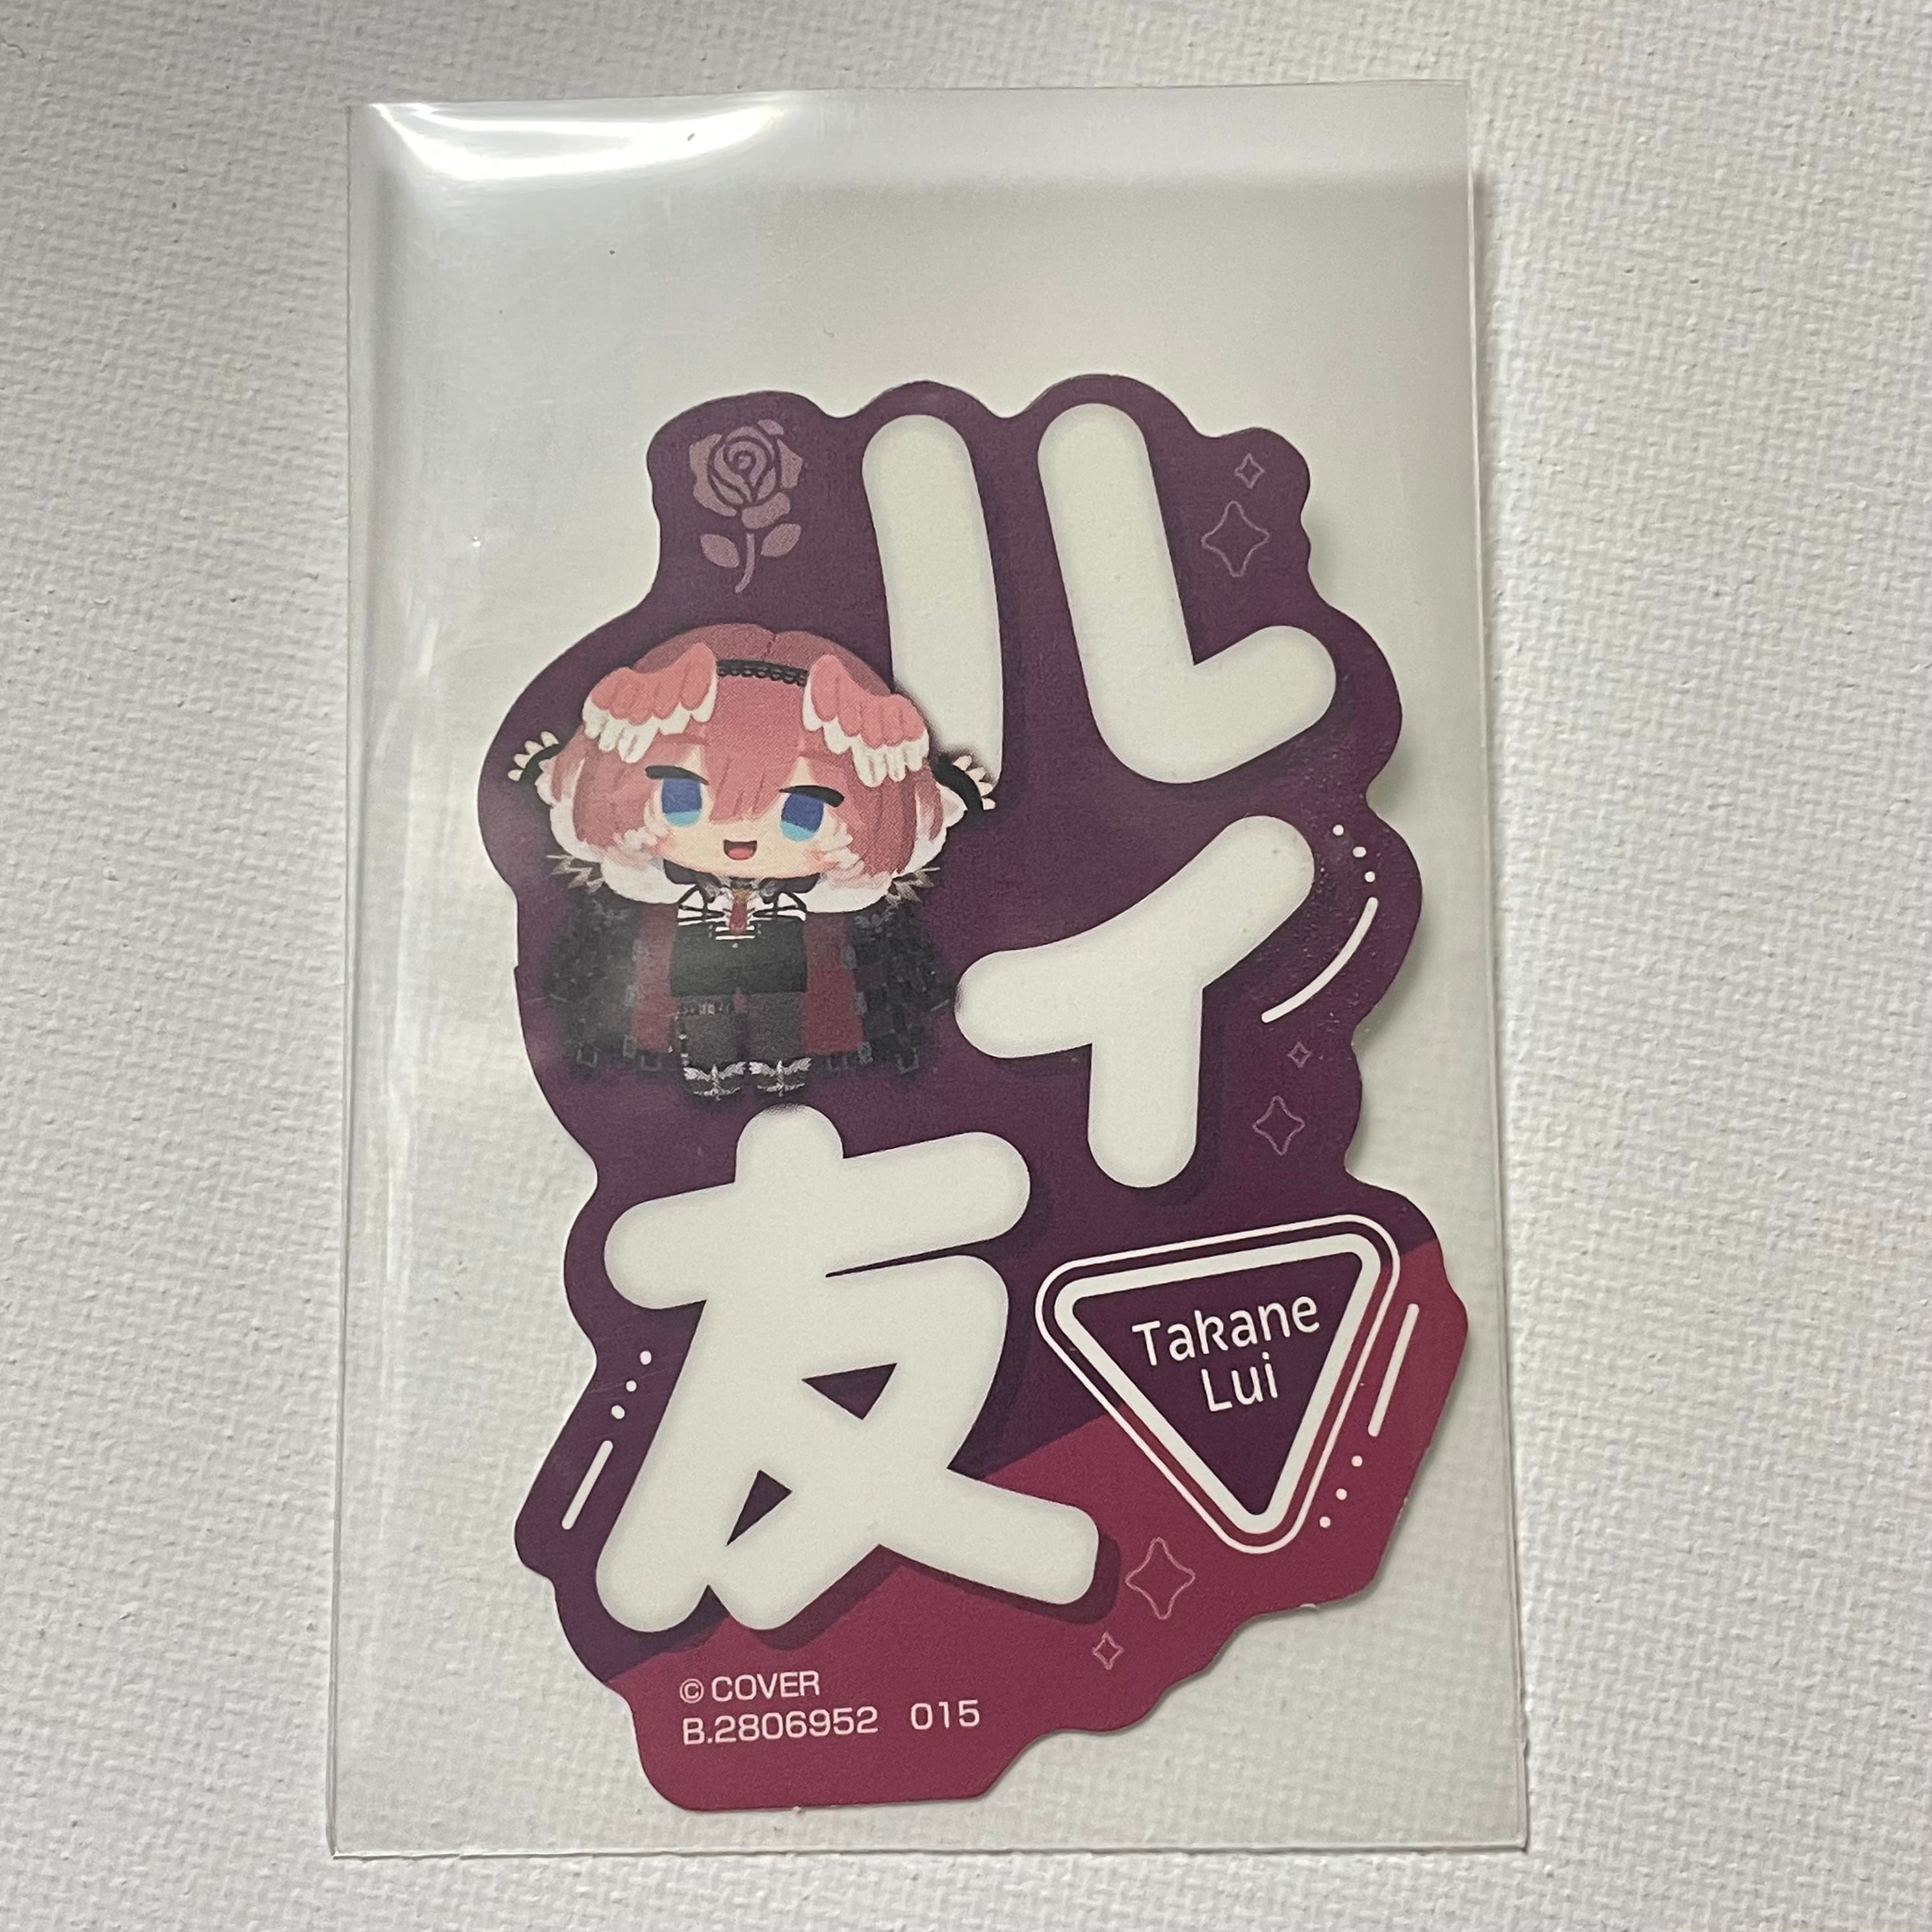 ルイ友
Takane
Lui
© COVER
B.2806952 015